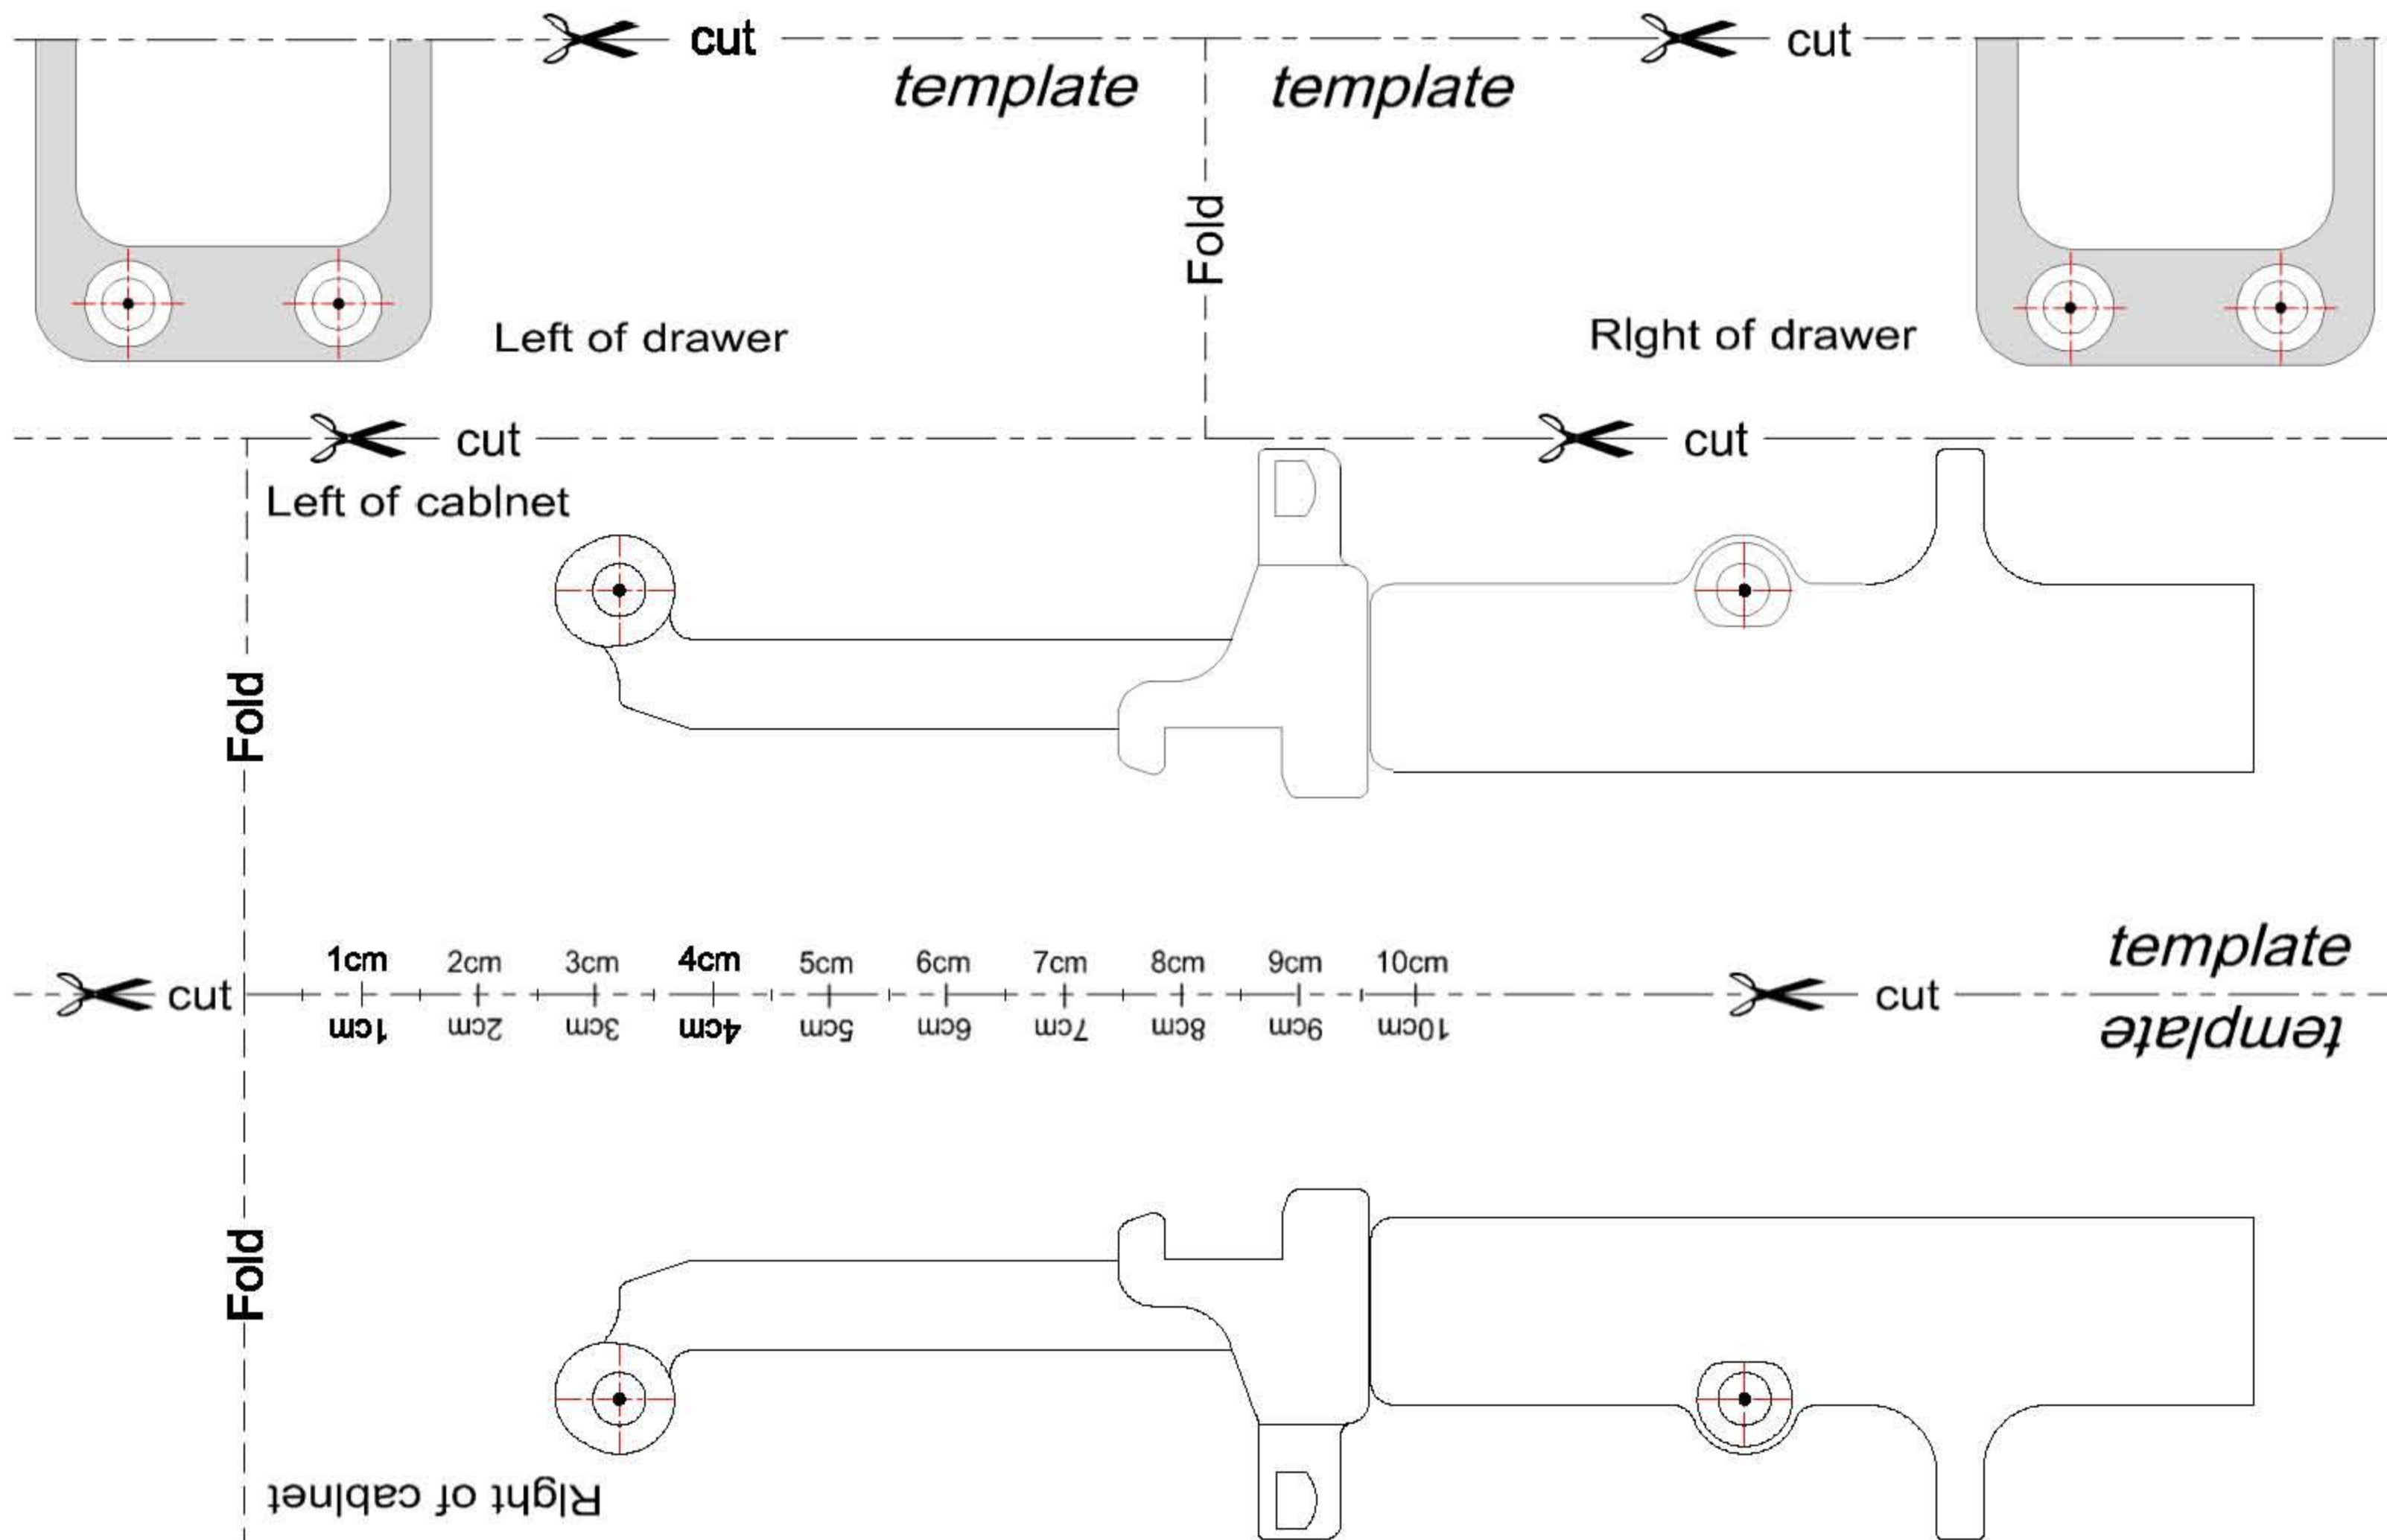 cut
cut
template
template
Fold
Left of drawer
RIght of drawer
cut
cut
Left of cabInet
Fold
1cm
2cm
3cm
4cm
5cm
6cm
7cm
8cm
9cm
10cm
template
cut
cut
1cm
2cm
3cm
4cm
5cm
6cm
7cm
8cm
9cm
10cm
template
Fold
RIght of cabInet